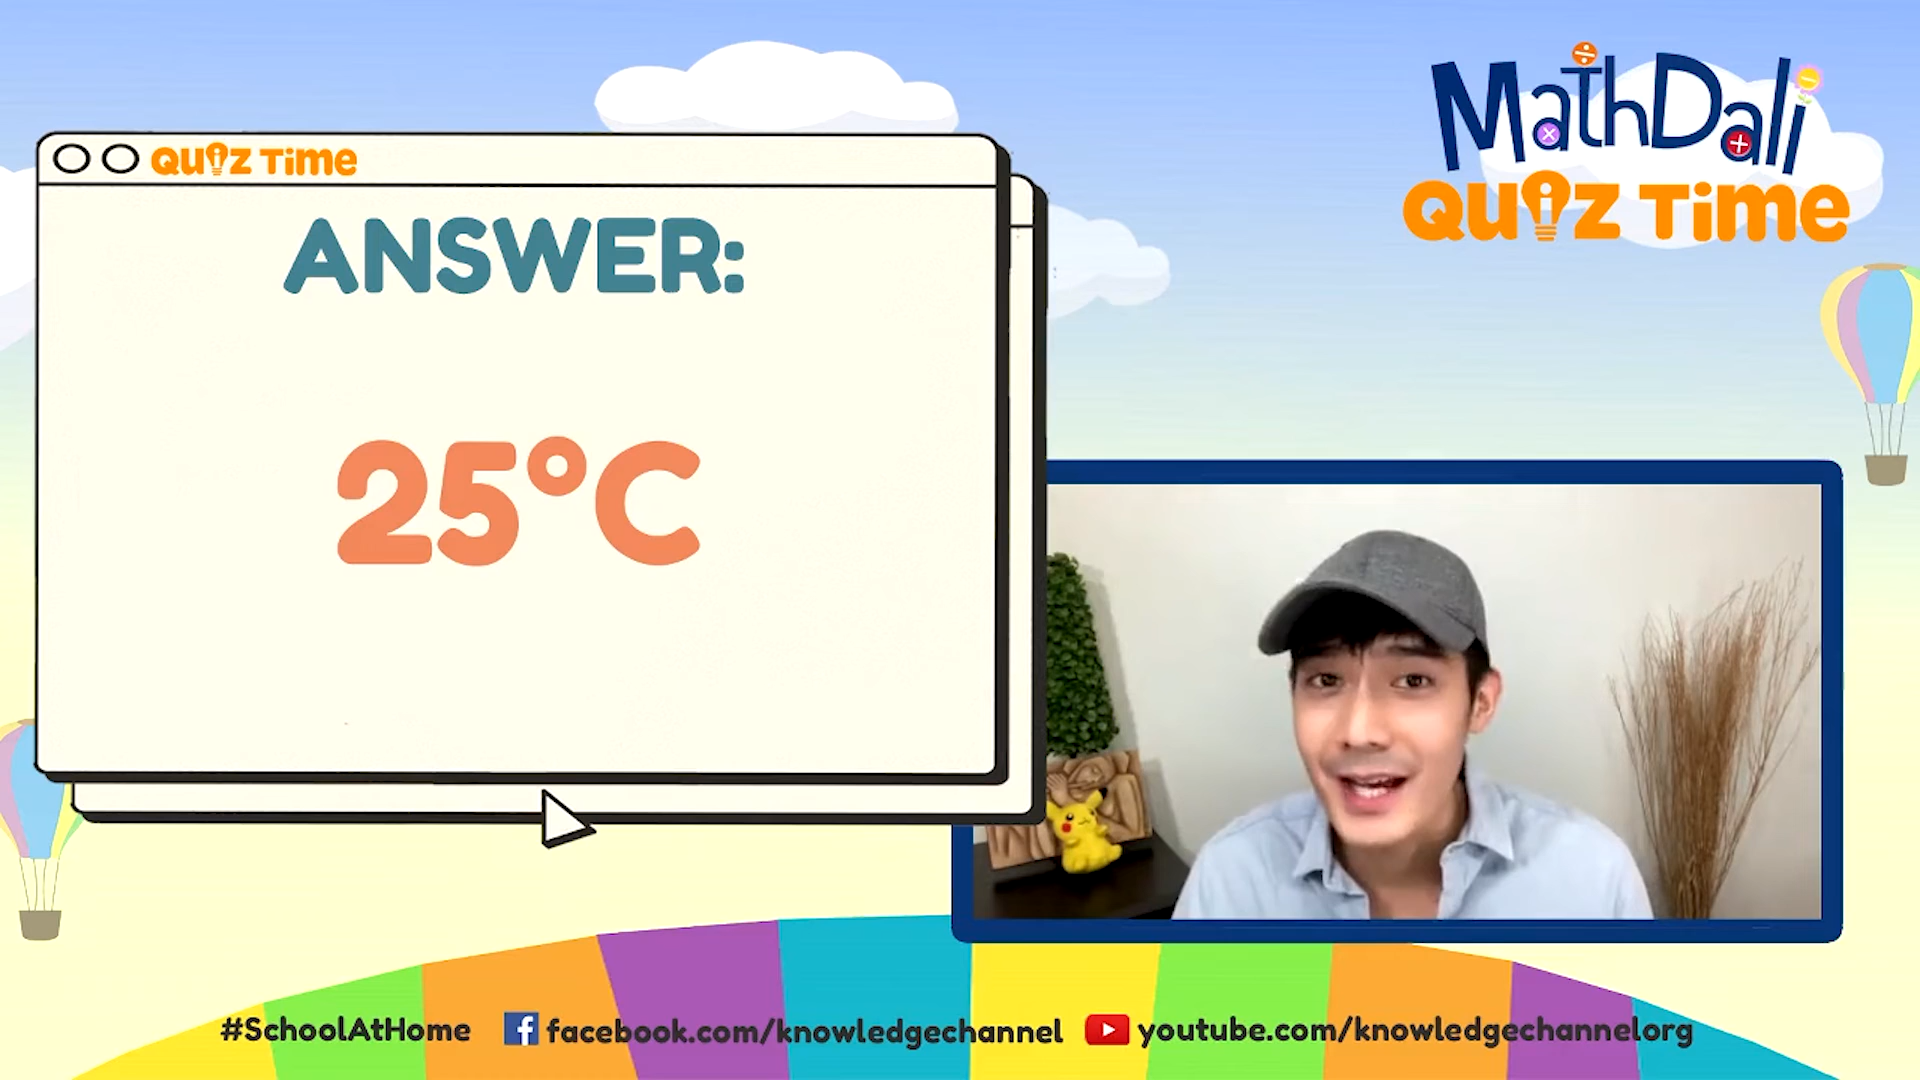 MathDali
QUIZ TIME
QUIZ TIME
ANSWER:
25°C
#SchoolAtHome facebook.com/knowledgechannel youtube.com/knowledgechannelorg